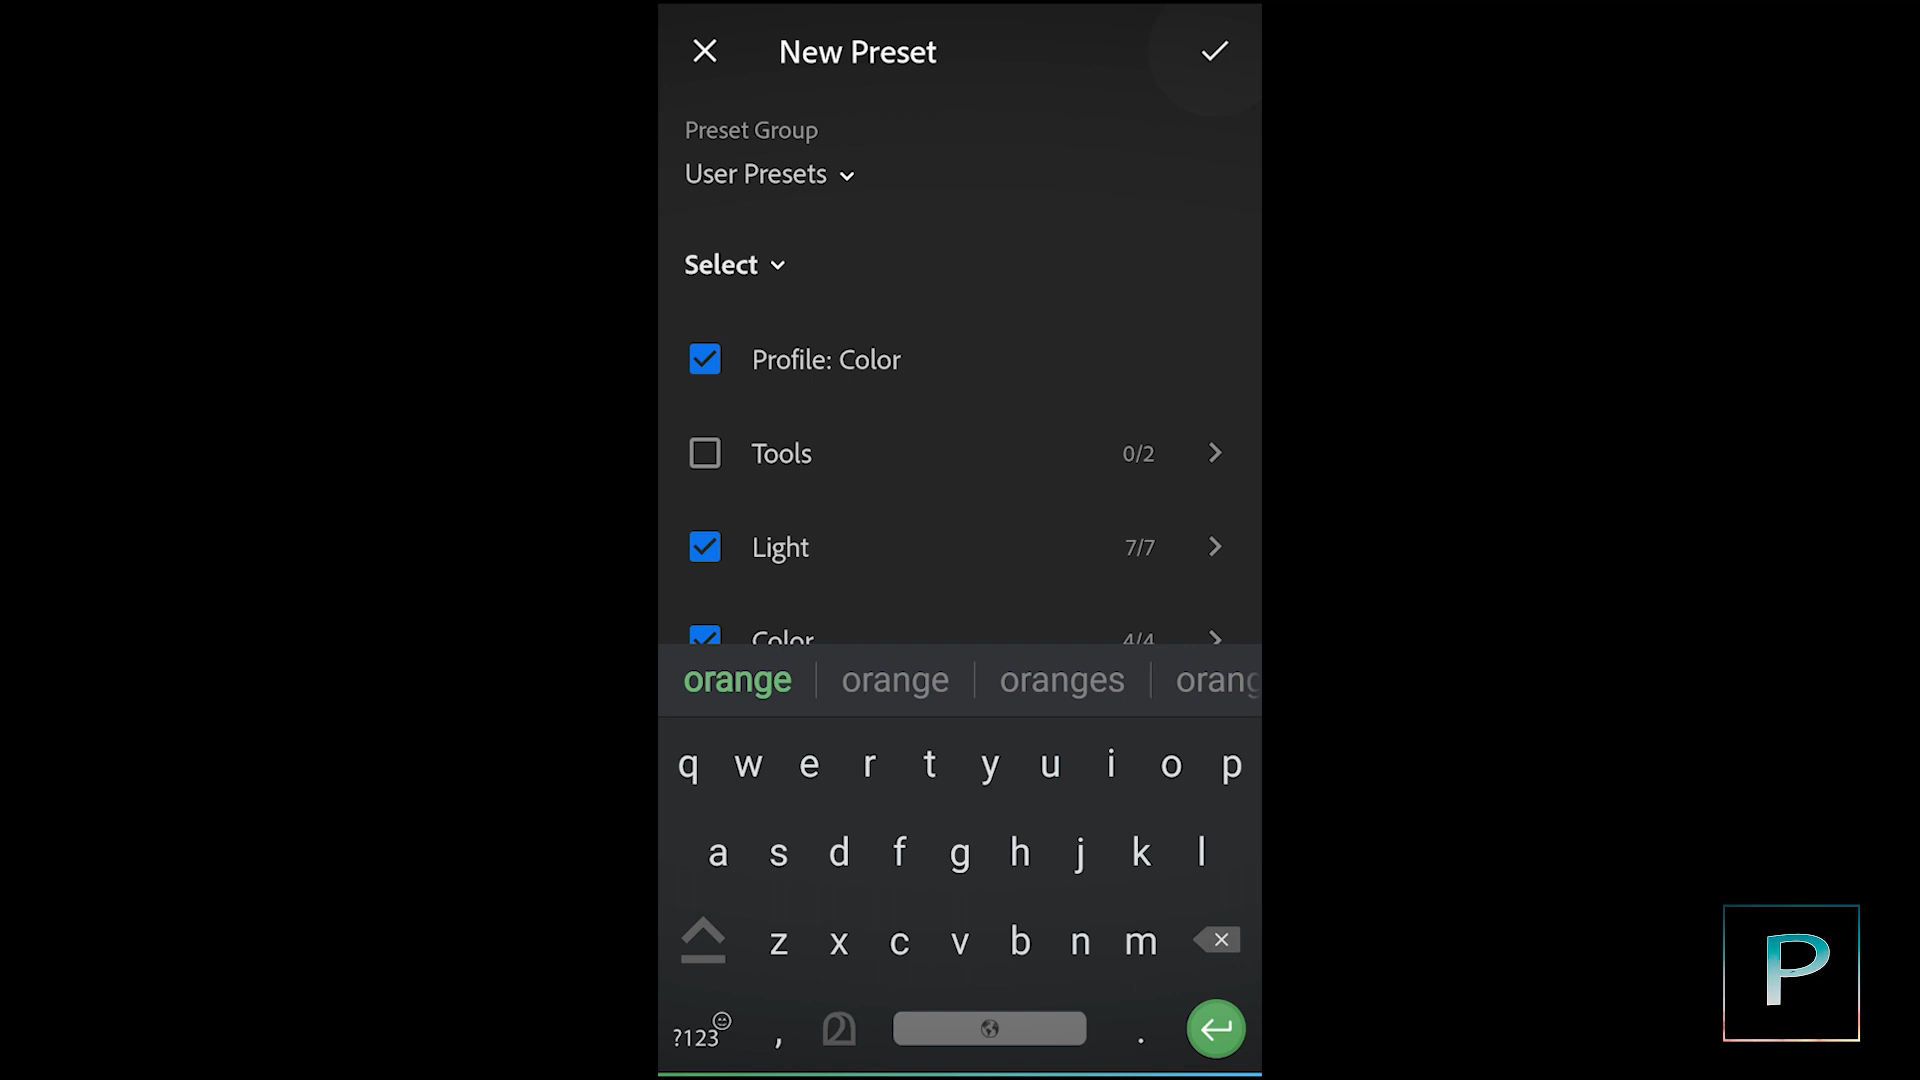 New Preset
Preset Group
User Presets
Select
Profile: Color
Tools 0/2
Light 7/7
Color 4/4
orange orange oranges orang
q w e r t y u i o p
a s d f g h j k l
z x c v b n m
?123 , മ .
P